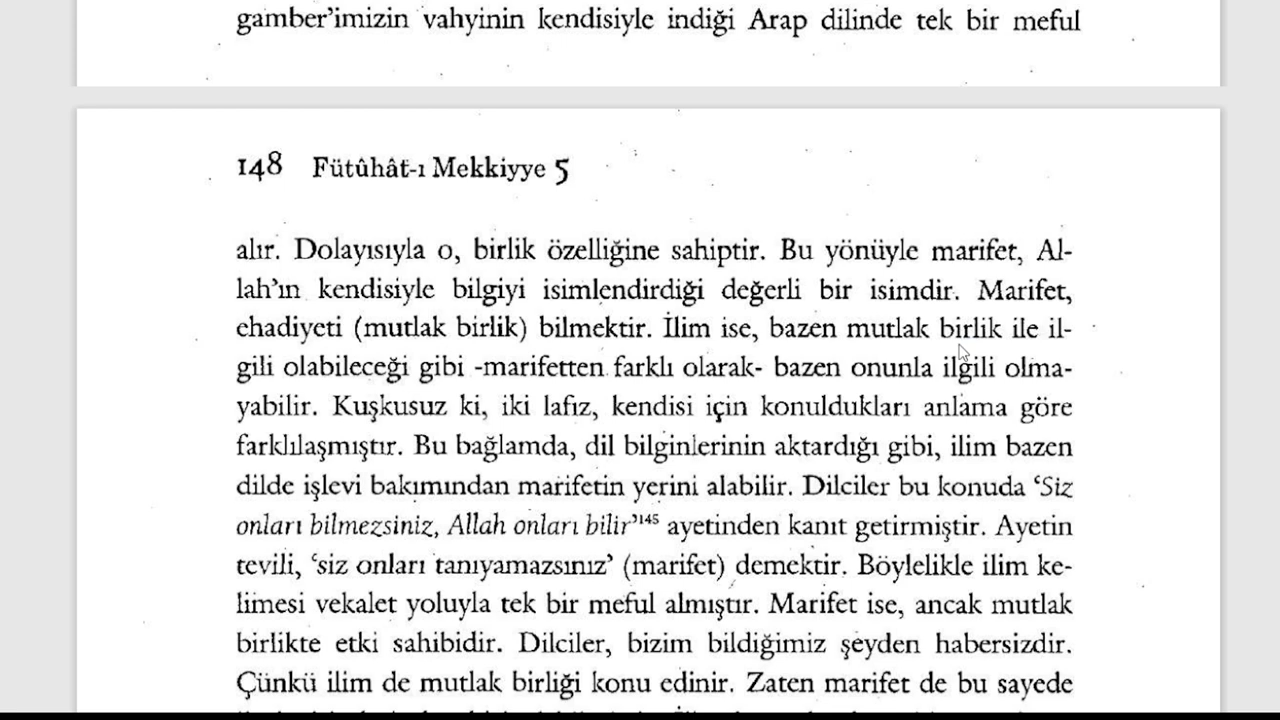 gamber'imizin vahyinin kendisiyle indiği Arap dilinde tek bir meful
148 Fütûhât-ı Mekkiyye 5
alır. Dolayısıyla o, birlik özelliğine sahiptir. Bu yönüyle marifet, Al-
lah'ın kendisiyle bilgiyi isimlendirdiği değerli bir isimdir. Marifet,
ehadiyeti (mutlak birlik) bilmektir. İlim ise, bazen mutlak birlik ile il-
gili olabileceği gibi -marifetten farklı olarak- bazen onunla ilgili olma-
yabilir. Kuşkusuz ki, iki lafız, kendisi için konuldukları anlama göre
farklılaşmıştır. Bu bağlamda, dil bilginlerinin aktardığı gibi, ilim bazen
dilde işlevi bakımından marifetin yerini alabilir. Dilciler bu konuda 'Siz
onları bilmezsiniz, Allah onları bilir'¹⁴⁵ ayetinden kanıt getirmiştir. Ayetin
tevili, 'siz onları tanıyamazsınız' (marifet) demektir. Böylelikle ilim ke-
limesi vekalet yoluyla tek bir meful almıştır. Marifet ise, ancak mutlak
birlikte etki sahibidir. Dilciler, bizim bildiğimiz şeyden habersizdir.
Çünkü ilim de mutlak birliği konu edinir. Zaten marifet de bu sayede